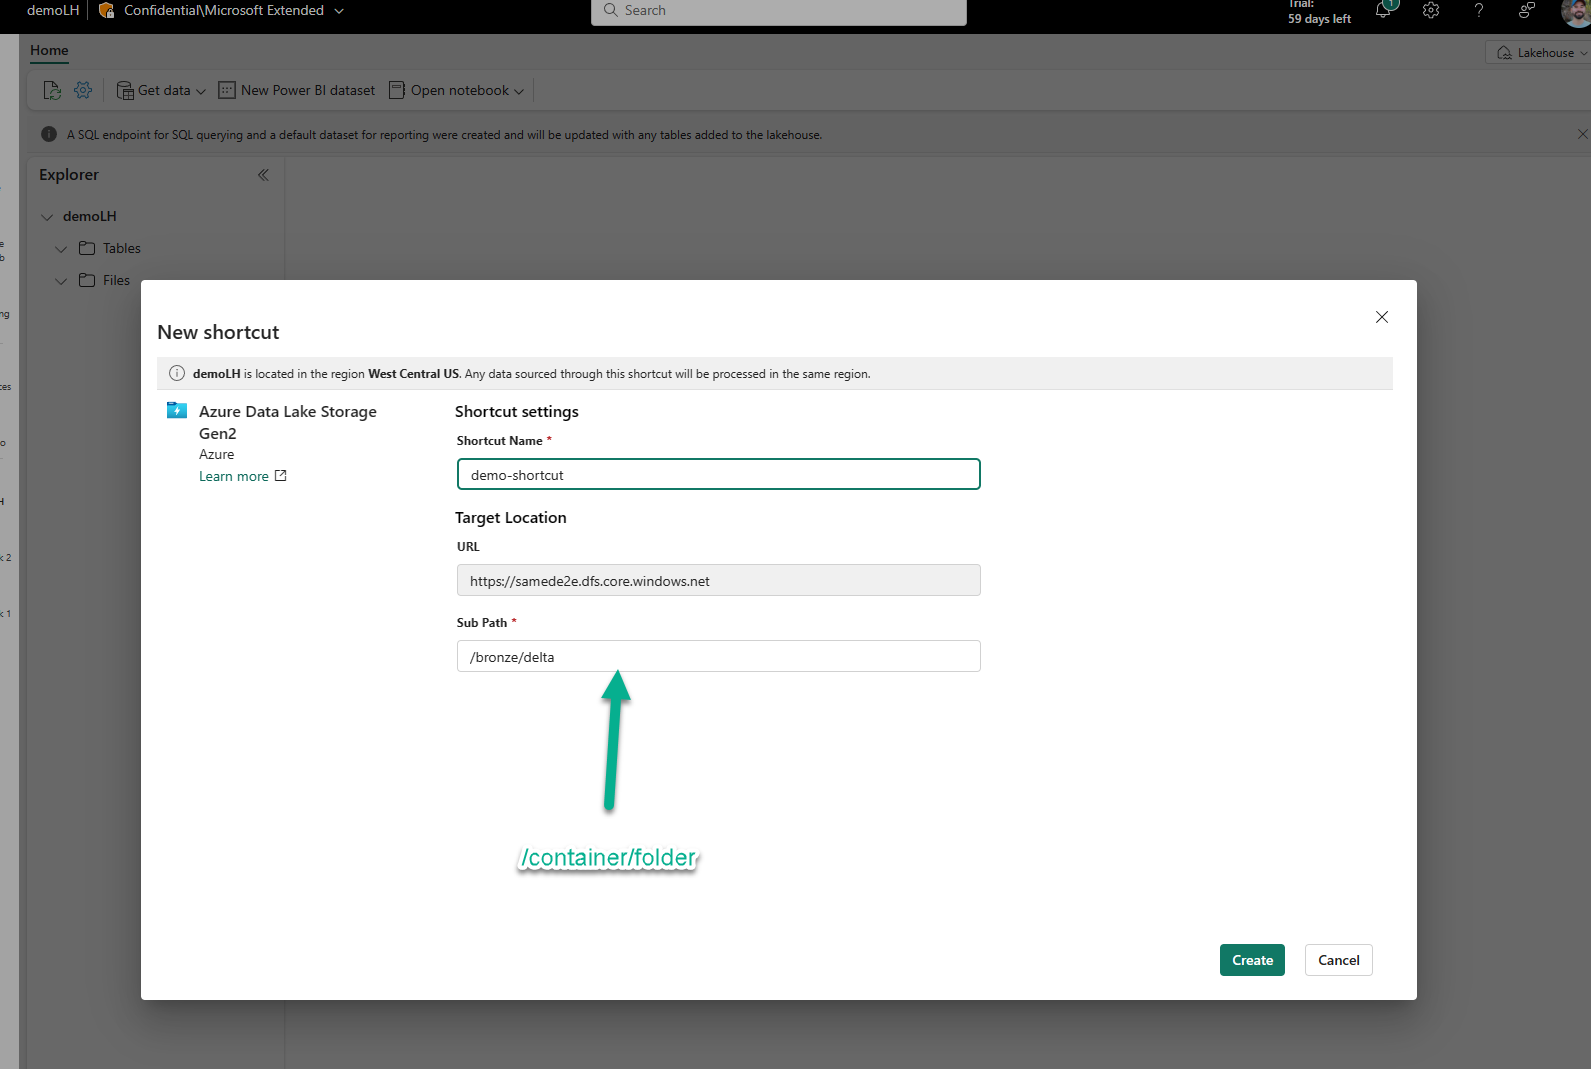 demoLH
Confidential\Microsoft Extended
Search
Trial:
59 days left
1
?
Home
Lakehouse
Get data
New Power BI dataset
Open notebook
A SQL endpoint for SQL querying and a default dataset for reporting were created and will be updated with any tables added to the lakehouse.
Explorer
demoLH
Tables
Files
e
b
ng
ces
o
H
k 2
k 1
New shortcut
demoLH is located in the region West Central US. Any data sourced through this shortcut will be processed in the same region.
Azure Data Lake Storage
Gen2
Azure
Learn more
Shortcut settings
Shortcut Name *
demo-shortcut
Target Location
URL
https://samede2e.dfs.core.windows.net
Sub Path *
/bronze/delta
/container/folder
Create
Cancel